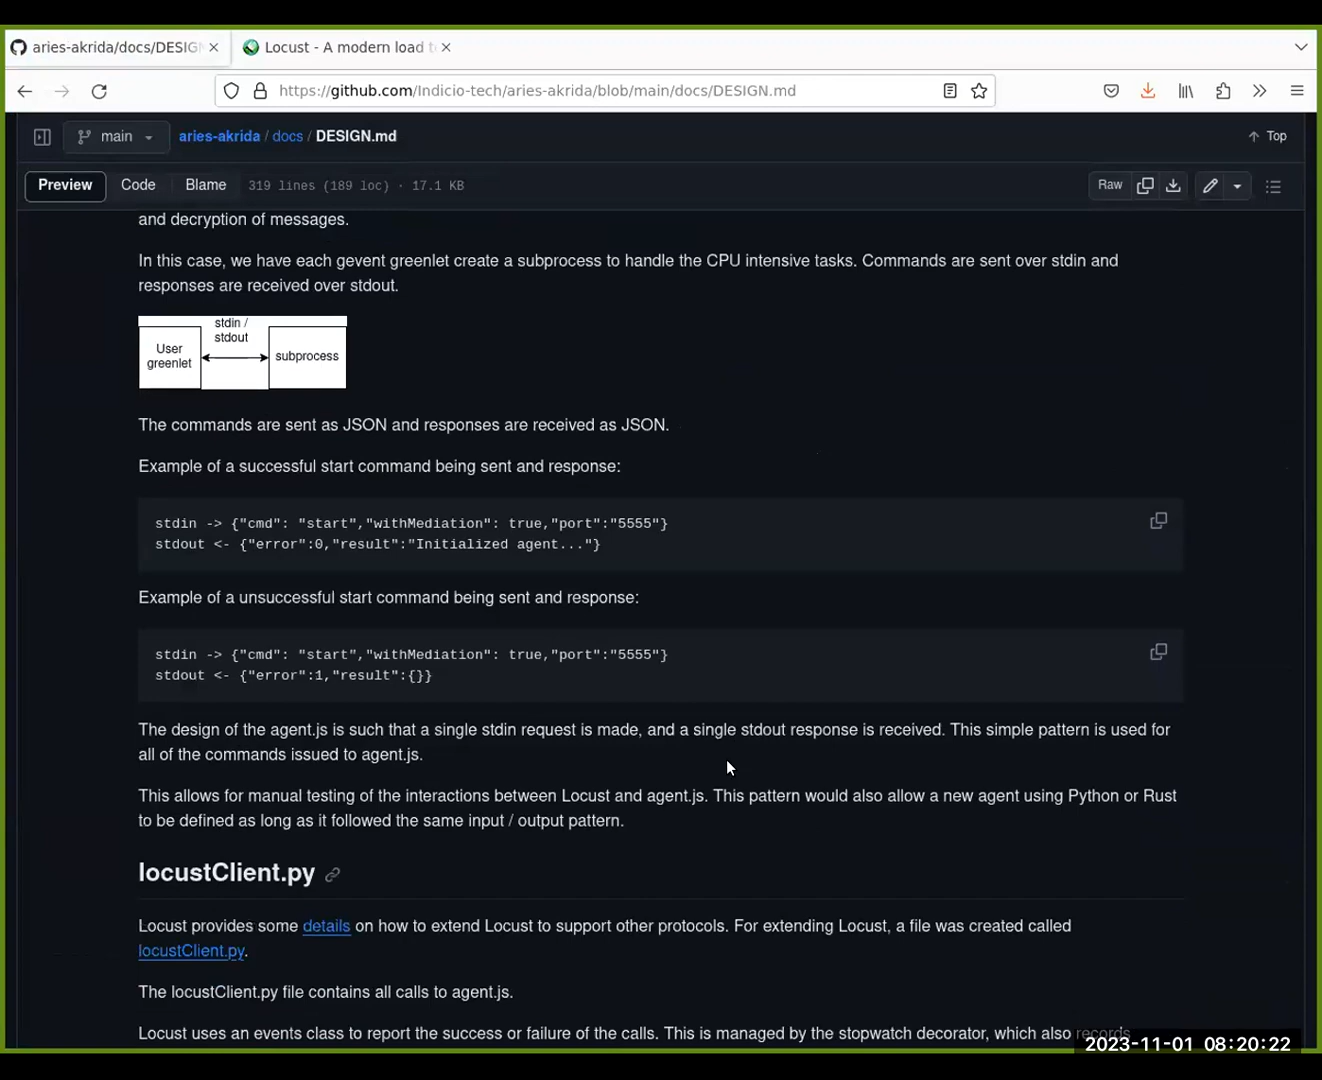 aries-akrida/docs/DESIGN
Locust - A modern load t
https://github.com/Indicio-tech/aries-akrida/blob/main/docs/DESIGN.md
main
aries-akrida / docs / DESIGN.md
Top
Preview
Code
Blame
319 lines (189 loc) · 17.1 KB
Raw
and decryption of messages.
In this case, we have each gevent greenlet create a subprocess to handle the CPU intensive tasks. Commands are sent over stdin and
responses are received over stdout.
stdin /
stdout
User
greenlet
subprocess
The commands are sent as JSON and responses are received as JSON.
Example of a successful start command being sent and response:
stdin -> {"cmd": "start","withMediation": true,"port":"5555"}
stdout <- {"error":0,"result":"Initialized agent..."}
Example of a unsuccessful start command being sent and response:
stdin -> {"cmd": "start","withMediation": true,"port":"5555"}
stdout <- {"error":1,"result":{}}
The design of the agent.js is such that a single stdin request is made, and a single stdout response is received. This simple pattern is used for
all of the commands issued to agent.js.
This allows for manual testing of the interactions between Locust and agent.js. This pattern would also allow a new agent using Python or Rust
to be defined as long as it followed the same input / output pattern.
locustClient.py
Locust provides some details on how to extend Locust to support other protocols. For extending Locust, a file was created called
locustClient.py.
The locustClient.py file contains all calls to agent.js.
Locust uses an events class to report the success or failure of the calls. This is managed by the stopwatch decorator, which also records
2023-11-01 08:20:22